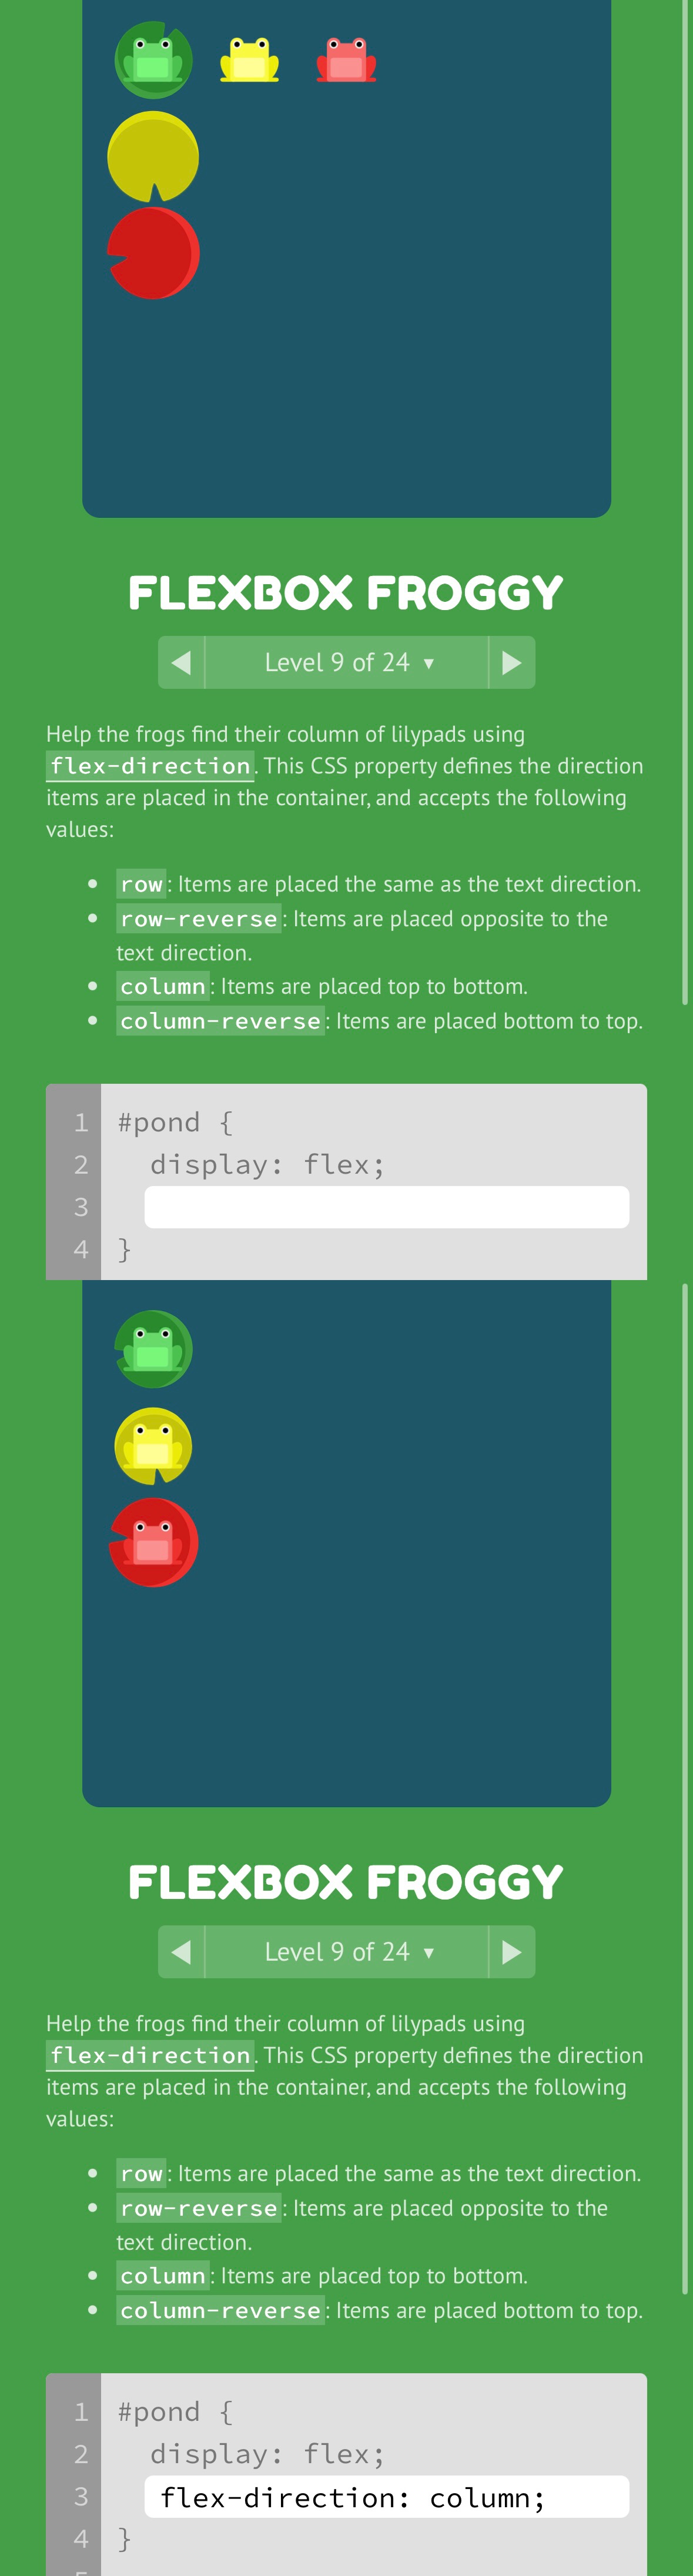 FLEXBOX FROGGY
Level 9 of 24 ▼
Help the frogs find their column of lilypads using
flex-direction. This CSS property defines the direction
items are placed in the container, and accepts the following
values:
row: Items are placed the same as the text direction.
row-reverse: Items are placed opposite to the
text direction.
column: Items are placed top to bottom.
column-reverse: Items are placed bottom to top.
1 #pond {
2 display: flex;
3
4 }
FLEXBOX FROGGY
Level 9 of 24 ▼
Help the frogs find their column of lilypads using
flex-direction. This CSS property defines the direction
items are placed in the container, and accepts the following
values:
row: Items are placed the same as the text direction.
row-reverse: Items are placed opposite to the
text direction.
column: Items are placed top to bottom.
column-reverse: Items are placed bottom to top.
1 #pond {
2 display: flex;
3 flex-direction: column;
4 }